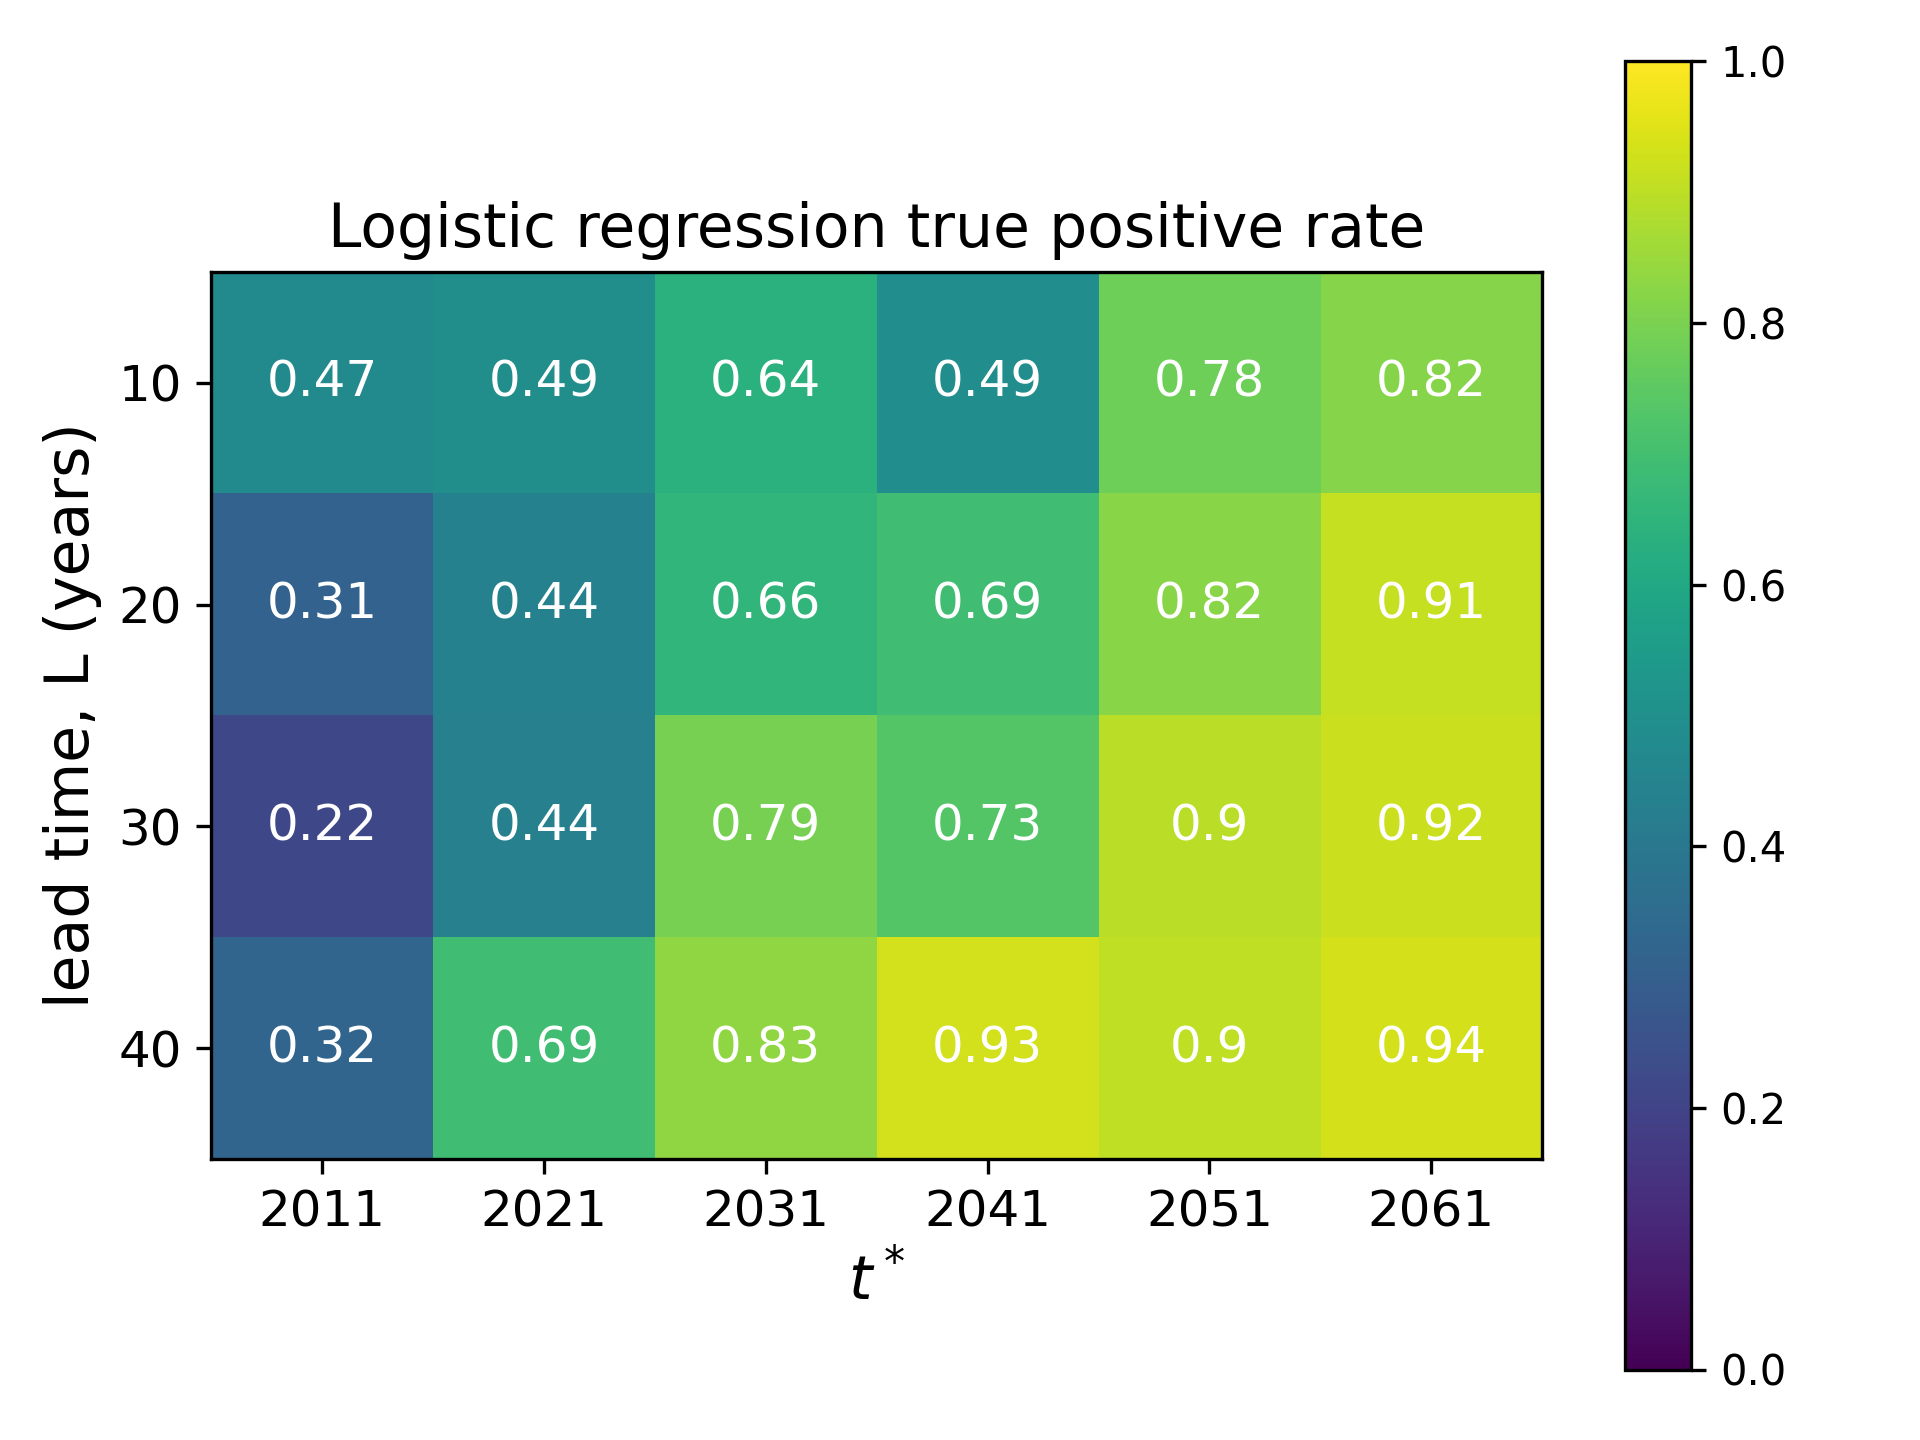 Logistic regression true positive rate
lead time, L (years)
10 0.47 0.49 0.64 0.49 0.78 0.82
20 0.31 0.44 0.66 0.69 0.82 0.91
30 0.22 0.44 0.79 0.73 0.9 0.92
40 0.32 0.69 0.83 0.93 0.9 0.94
2011 2021 2031 2041 2051 2061
t*
1.0
0.8
0.6
0.4
0.2
0.0